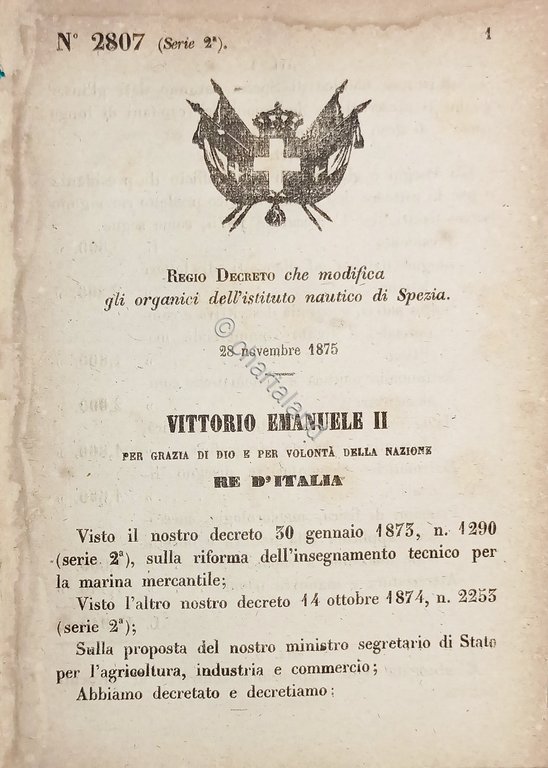 N° 2807 (Serie 2ª).
1
REGIO DECRETO che modifica
gli organici dell'istituto nautico di Spezia.
28 novembre 1875
© chartaland
VITTORIO EMANUELE II
PER GRAZIA DI DIO E PER VOLONTÀ DELLA NAZIONE
RE D'ITALIA
Visto il nostro decreto 30 gennaio 1873, n. 1290
(serie 2ª), sulla riforma dell'insegnamento tecnico per
la marina mercantile;
Visto l'altro nostro decreto 14 ottobre 1874, n. 2253
(serie 2ª);
Sulla proposta del nostro ministro segretario di Stato
per l'agricoltura, industria e commercio;
Abbiamo decretato e decretiamo: